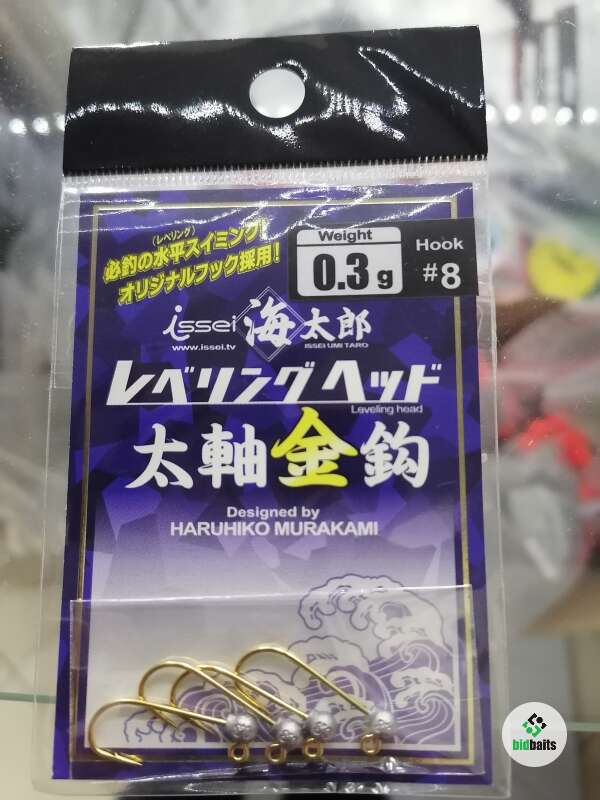 (レベリング)
必釣の水平スイミング!
オリジナルフック採用!
Weight
0.3g
Hook
#8
issei 海太郎
www.issei.tv
ISSEI UMI TARO
レベリングヘッド
Leveling head
太軸金鈎
Designed by
HARUHIKO MURAKAMI
bidbaits